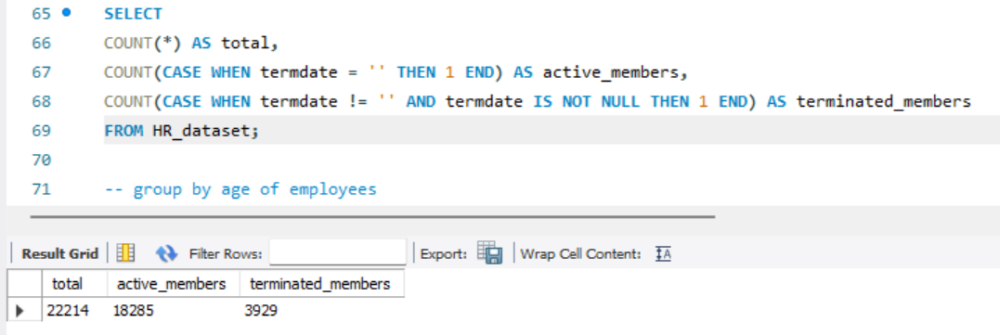 65 SELECT
66 COUNT(*) AS total,
67 COUNT(CASE WHEN termdate = '' THEN 1 END) AS active_members,
68 COUNT(CASE WHEN termdate != '' AND termdate IS NOT NULL THEN 1 END) AS terminated_members
69 FROM HR_dataset;
70
71 -- group by age of employees
Result Grid Filter Rows: Export: Wrap Cell Content: IA
total active_members terminated_members
22214 18285 3929